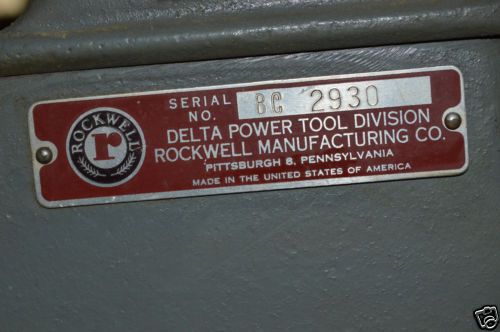 SERIAL NO. BC 2930
DELTA POWER TOOL DIVISION
ROCKWELL MANUFACTURING CO.
PITTSBURGH 8, PENNSYLVANIA
MADE IN THE UNITED STATES OF AMERICA
ROCKWELL
r